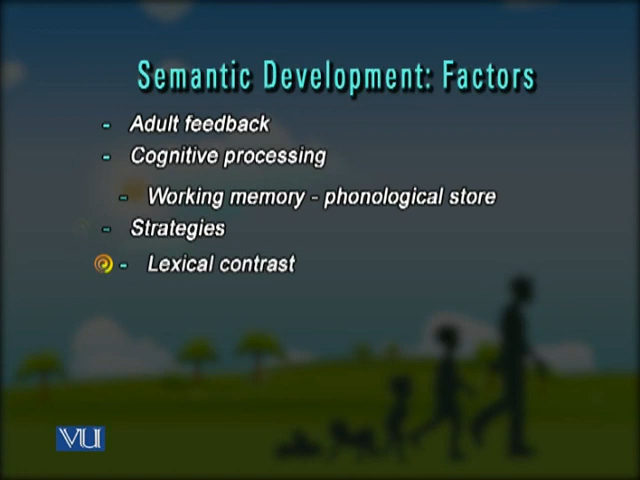 Semantic Development: Factors
- Adult feedback
- Cognitive processing
- Working memory - phonological store
- Strategies
- Lexical contrast
VU